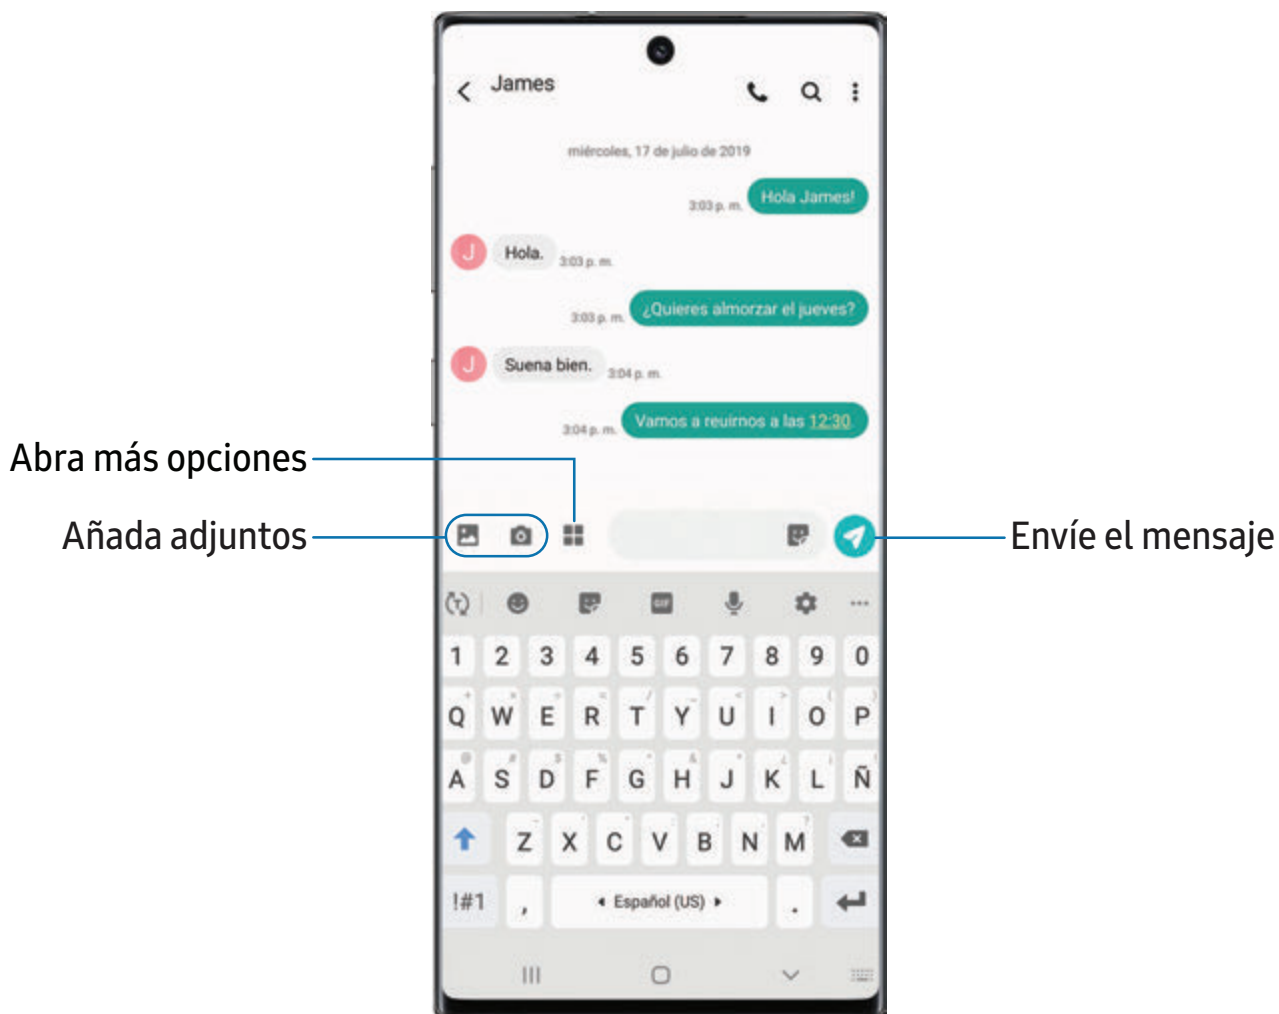 James
miércoles, 17 de julio de 2019
3:03 p. m. Hola James!
J Hola. 3:03 p. m.
3:03 p. m. ¿Quieres almorzar el jueves?
J Suena bien. 3:04 p. m.
3:04 p. m. Vamos a reuirnos a las 12:30.
Abra más opciones
Añada adjuntos
Envíe el mensaje
T GIF
1 2 3 4 5 6 7 8 9 0
Q W E R T Y U I O P
A S D F G H J K L Ñ
Z X C V B N M
!#1 , Español (US) .